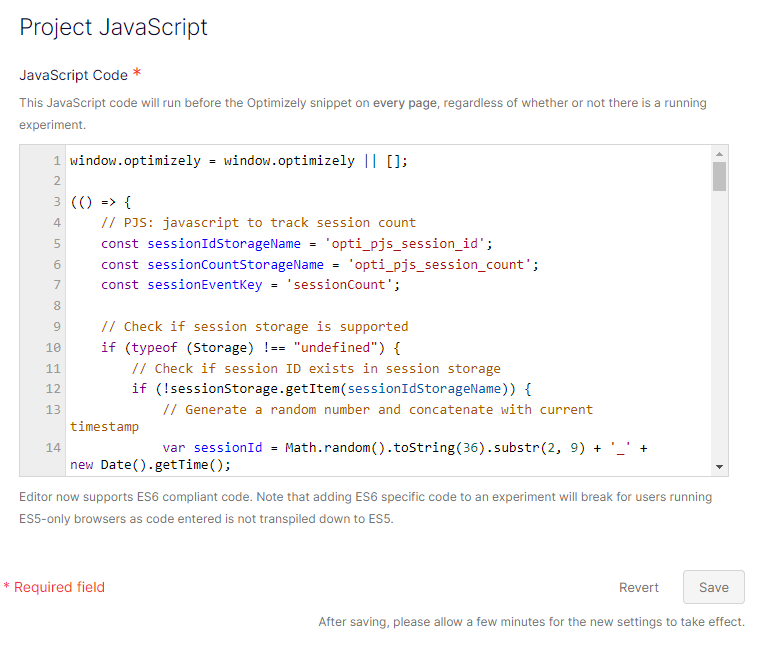 Project JavaScript
JavaScript Code *
This JavaScript code will run before the Optimizely snippet on every page, regardless of whether or not there is a running
experiment.
1 window.optimizely = window.optimizely || [];
2
3 (() => {
4 // PJS: javascript to track session count
5 const sessionIdStorageName = 'opti_pjs_session_id';
6 const sessionCountStorageName = 'opti_pjs_session_count';
7 const sessionEventKey = 'sessionCount';
8
9 // Check if session storage is supported
10 if (typeof (Storage) !== "undefined") {
11 // Check if session ID exists in session storage
12 if (!sessionStorage.getItem(sessionIdStorageName)) {
13 // Generate a random number and concatenate with current
timestamp
14 var sessionId = Math.random().toString(36).substr(2, 9) + '_' +
new Date().getTime();
Editor now supports ES6 compliant code. Note that adding ES6 specific code to an experiment will break for users running
ES5-only browsers as code entered is not transpiled down to ES5.
* Required field
Revert
Save
After saving, please allow a few minutes for the new settings to take effect.